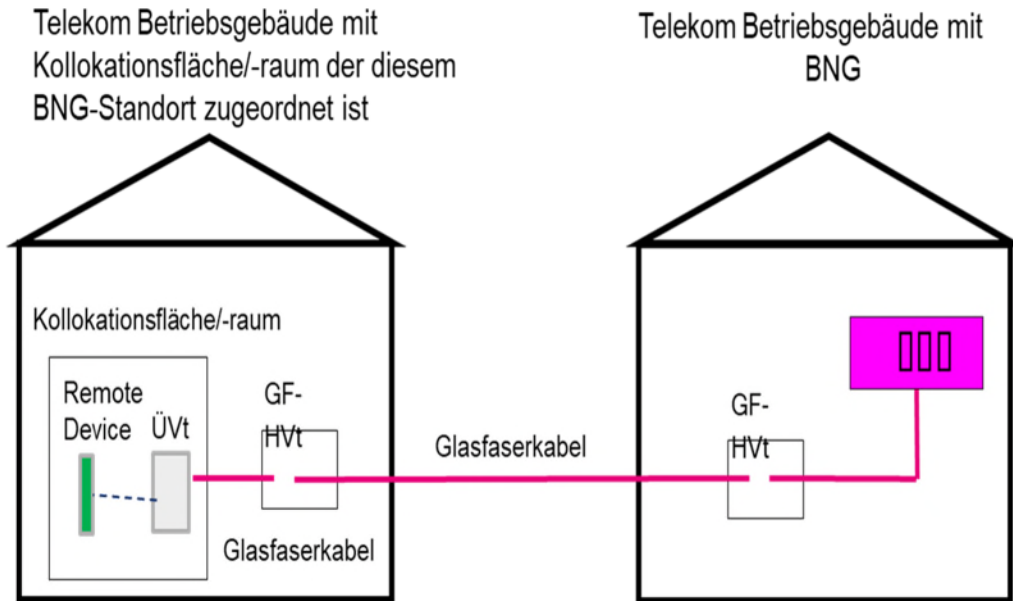 Telekom Betriebsgebäude mit
Kollokationsfläche/-raum der diesem
BNG-Standort zugeordnet ist
Telekom Betriebsgebäude mit
BNG
Kollokationsfläche/-raum
Remote
Device
ÜVt
GF-
HVt
Glasfaserkabel
Glasfaserkabel
GF-
HVt